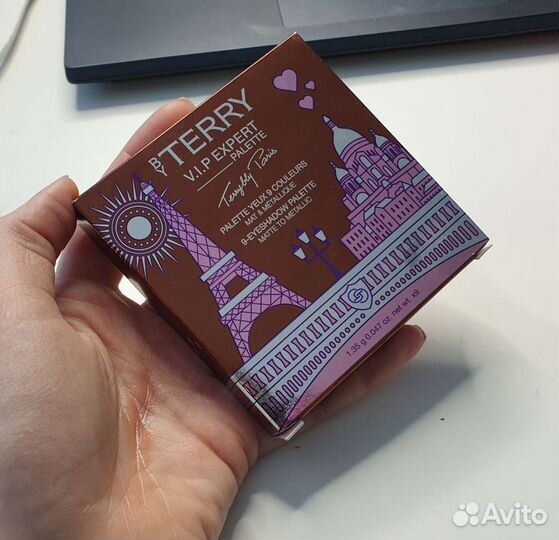 BY TERRY
V.I.P EXPERT
PALETTE
Terrybly Paris
PALETTE YEUX 9 COULEURS
MAT & MÉTALLIQUE
9-EYESHADOW PALETTE
MATTE TO METALLIC
1.35 g 0.047 oz. net wt. x9
Avito